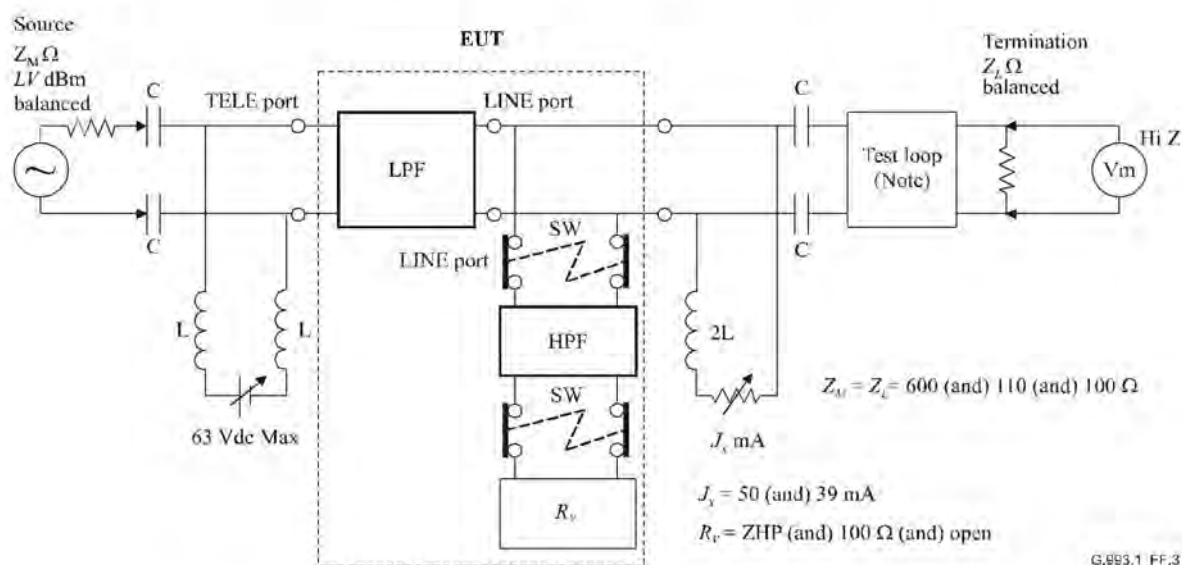 Source
Z_M Ω
LV dBm
balanced
EUT
Termination
Z_L Ω
balanced
C
TELE port
LINE port
C
Hi Z
LPF
Test loop
(Note)
Vm
C
SW
C
LINE port
L
L
2L
HPF
Z_M = Z_L = 600 (and) 110 (and) 100 Ω
SW
63 Vdc Max
J_x mA
J_x = 50 (and) 39 mA
R_v
R_v = ZHP (and) 100 Ω (and) open
G.993.1_FF.3